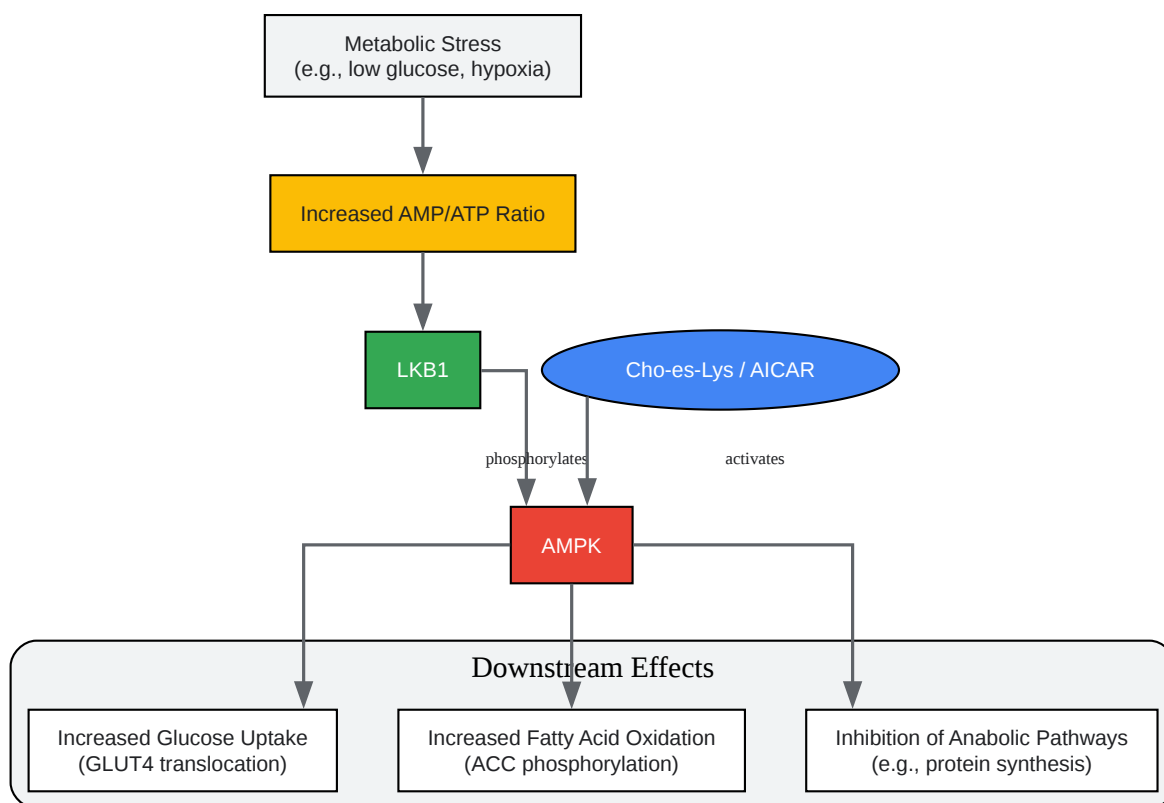 Metabolic Stress
(e.g., low glucose, hypoxia)
Increased AMP/ATP Ratio
LKB1
Cho-es-Lys / AICAR
phosphorylates
activates
AMPK
Downstream Effects
Increased Glucose Uptake
(GLUT4 translocation)
Increased Fatty Acid Oxidation
(ACC phosphorylation)
Inhibition of Anabolic Pathways
(e.g., protein synthesis)